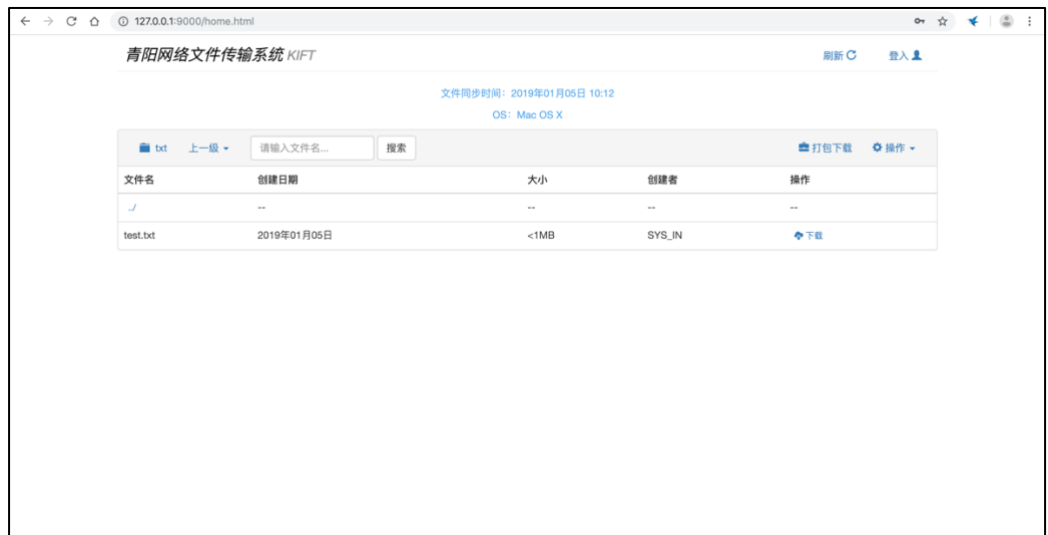 127.0.0.1:9000/home.html
青阳网络文件传输系统 KIFT 刷新 登入
文件同步时间：2019年01月05日 10:12
OS：Mac OS X
txt 上一级 请输入文件名... 搜索 打包下载 操作
文件名 创建日期 大小 创建者 操作
../ -- -- -- --
test.txt 2019年01月05日 <1MB SYS_IN 下载